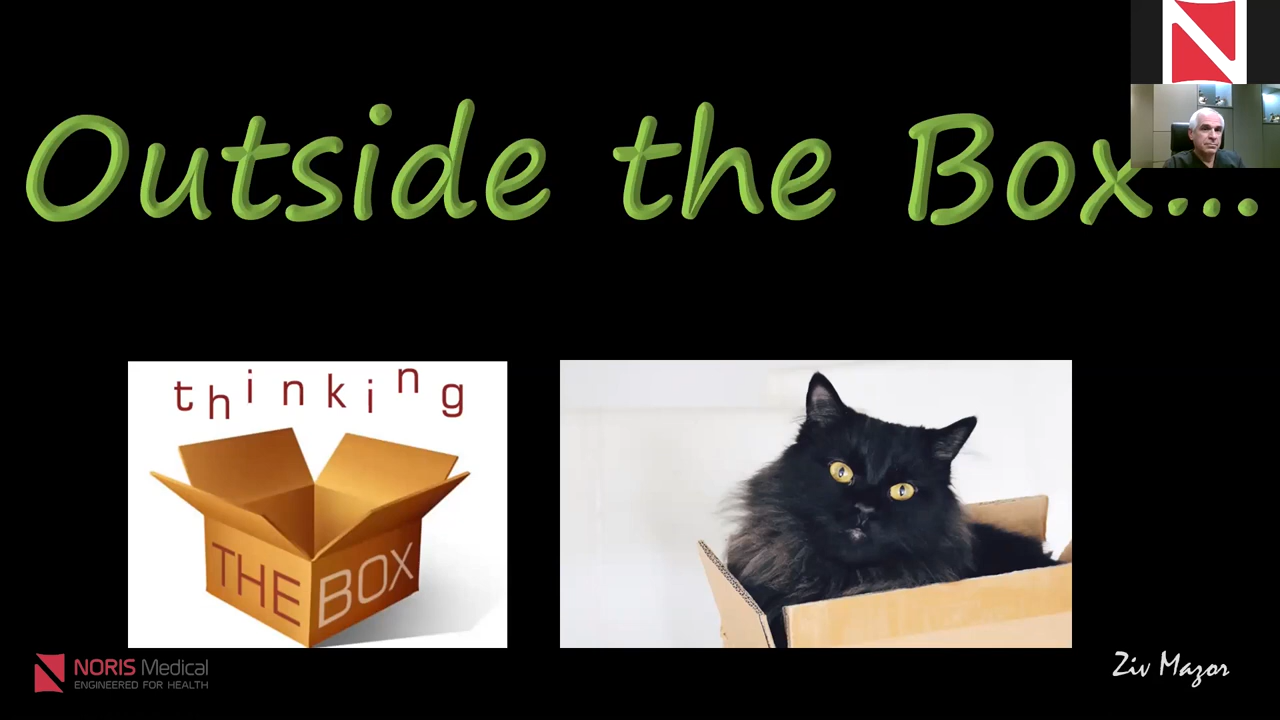 Outside the Box...
thinking
THE BOX
NORIS Medical
ENGINEERED FOR HEALTH
Ziv Mazor